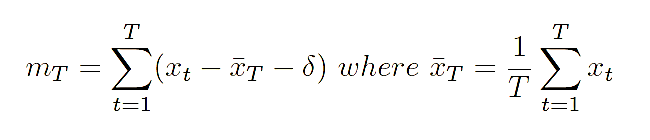 m_T = \sum_{t=1}^{T} (x_t - \bar{x}_T - \delta) where \bar{x}_T = \frac{1}{T} \sum_{t=1}^{T} x_t